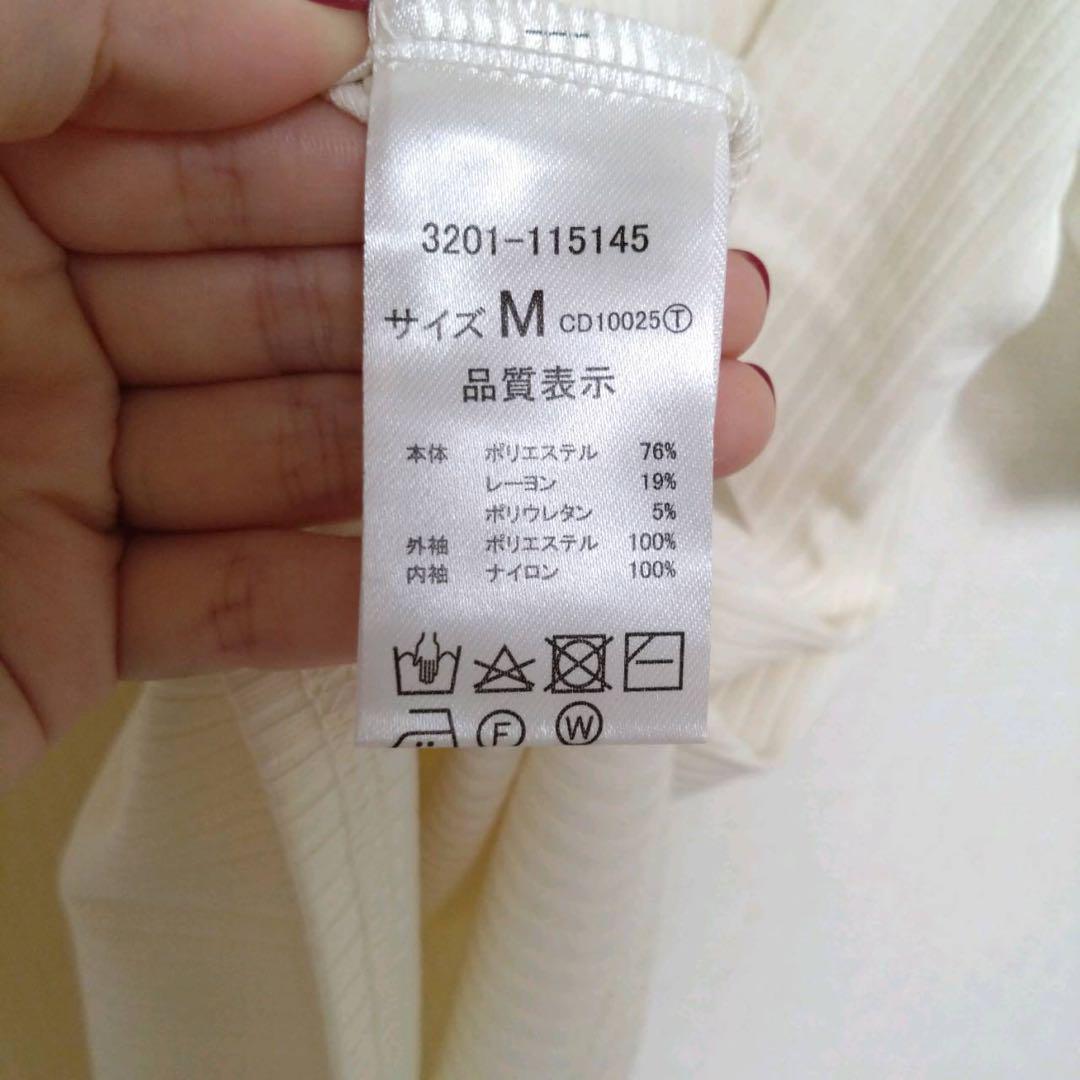 3201-115145
サイズ M CD10025Ⓣ
品質表示
本体 ポリエステル 76%
レーヨン 19%
ポリウレタン 5%
外袖 ポリエステル 100%
内袖 ナイロン 100%
Ⓕ Ⓦ